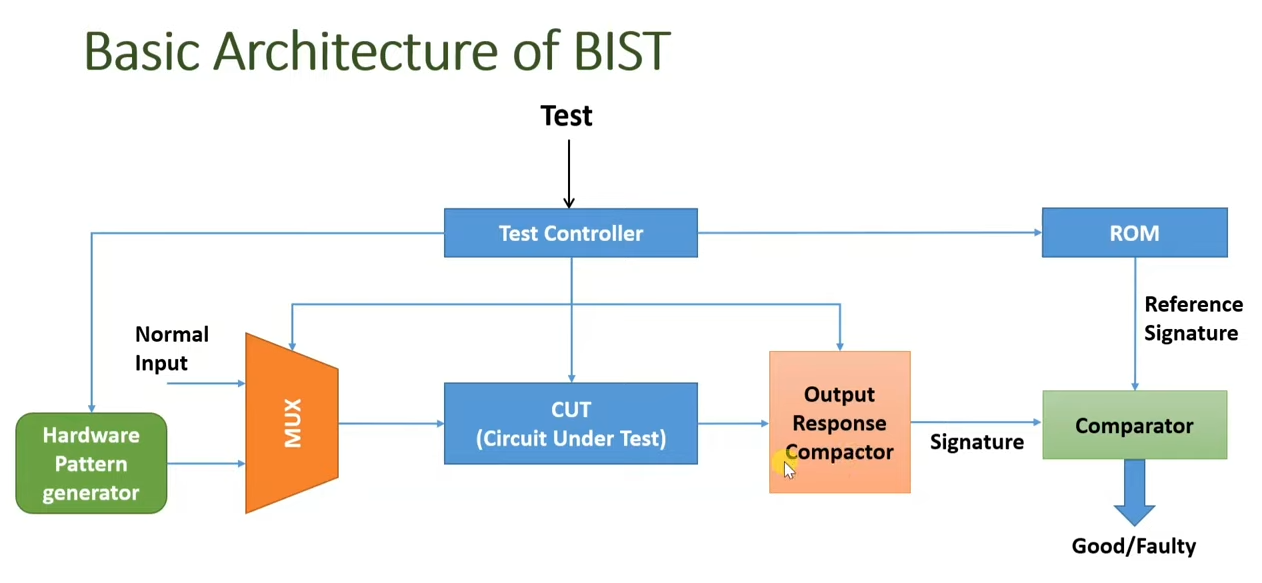 Basic Architecture of BIST
Test
Test Controller
ROM
Reference
Signature
Normal
Input
MUX
Hardware
Pattern
generator
CUT
(Circuit Under Test)
Output
Response
Compactor
Signature
Comparator
Good/Faulty